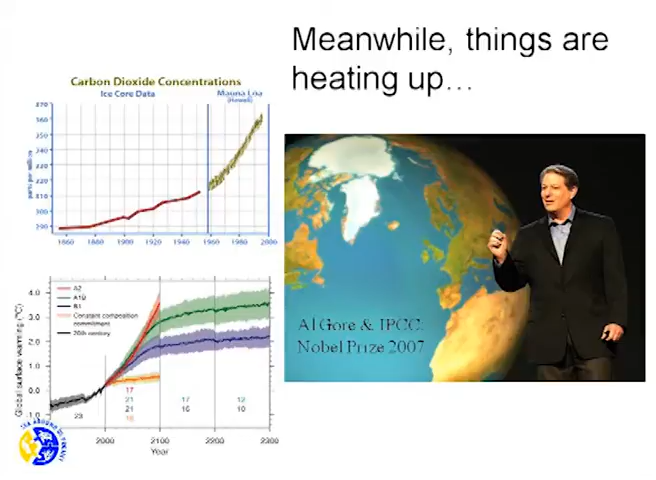 Meanwhile, things are
heating up…
Carbon Dioxide Concentrations
Ice Core Data
Mauna Loa
(Hawaii)
parts per million
370
360
350
340
330
320
310
300
290
1860 1880 1900 1920 1940 1960 1980 2000
Al Gore & IPCC:
Nobel Prize 2007
A2
A1B
B1
Constant composition
commitment
20th century
Global surface warming (°C)
4.0
3.0
2.0
1.0
0.0
-1.0
17
21 17 12
23 21 16 10
16
2000 2100 2200 2300
Year